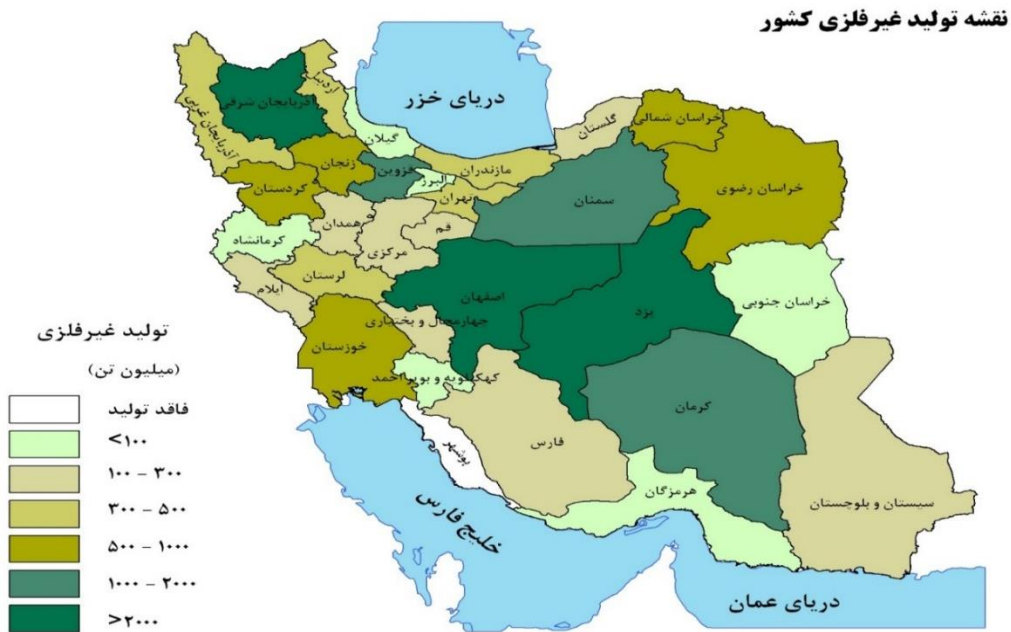 نقشه تولید غیرفلزی کشور
دریای خزر
اردبیل
آذربایجان شرقی
آذربایجان غربی
گیلان
گلستان
خراسان شمالی
زنجان
قزوین
البرز
مازندران
خراسان رضوی
کردستان
تهران
سمنان
همدان
قم
کرمانشاه
مرکزی
ایلام
لرستان
اصفهان
یزد
خراسان جنوبی
چهارمحال و بختیاری
خوزستان
کهگیلویه و بویراحمد
کرمان
فارس
بوشهر
هرمزگان
سیستان و بلوچستان
خلیج فارس
دریای عمان
تولید غیرفلزی
(میلیون تن)
فاقد تولید
<۱۰۰
۱۰۰ - ۳۰۰
۳۰۰ - ۵۰۰
۵۰۰ - ۱۰۰۰
۱۰۰۰ - ۲۰۰۰
>۲۰۰۰